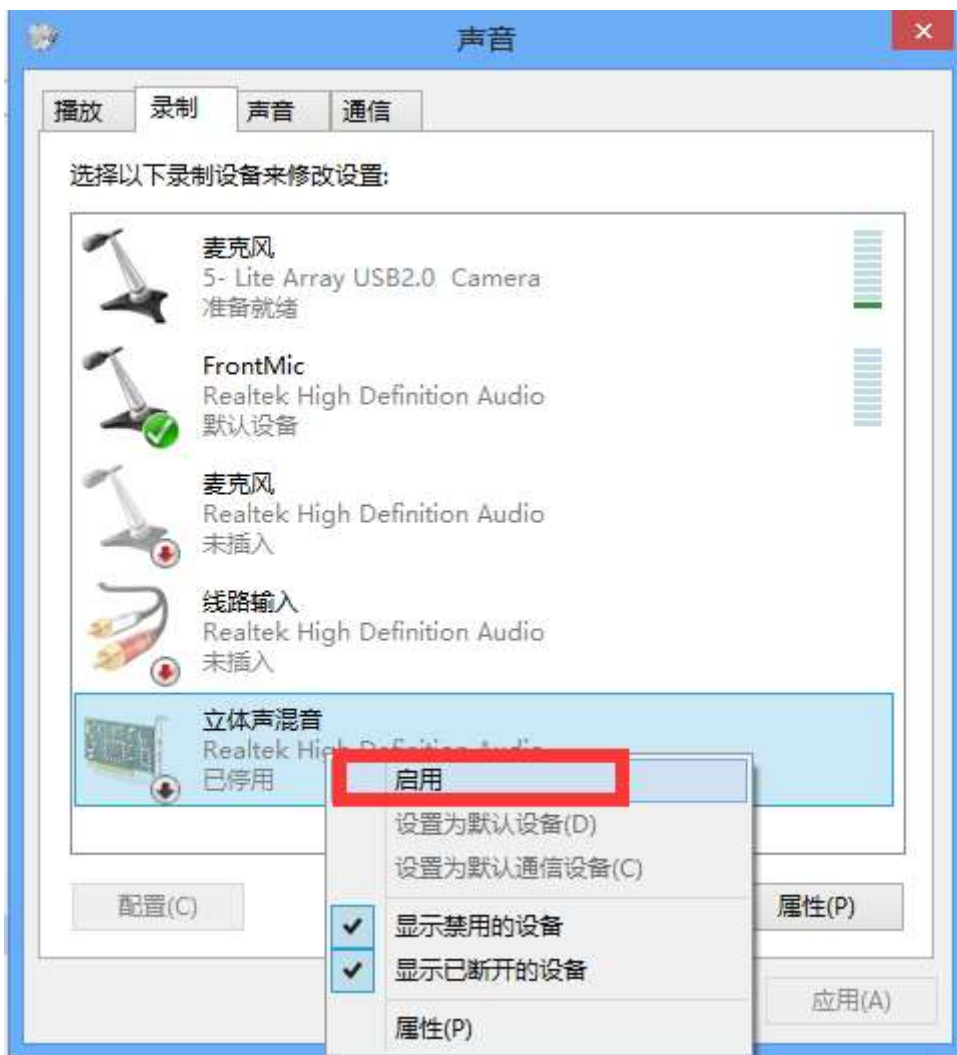 声音
播放 录制 声音 通信
选择以下录制设备来修改设置:
麦克风
5- Lite Array USB2.0 Camera
准备就绪
FrontMic
Realtek High Definition Audio
默认设备
麦克风
Realtek High Definition Audio
未插入
线路输入
Realtek High Definition Audio
未插入
立体声混音
Realtek High Definition Audio
已停用
启用
设置为默认设备(D)
设置为默认通信设备(C)
显示禁用的设备
显示已断开的设备
属性(P)
配置(C) 属性(P)
应用(A)